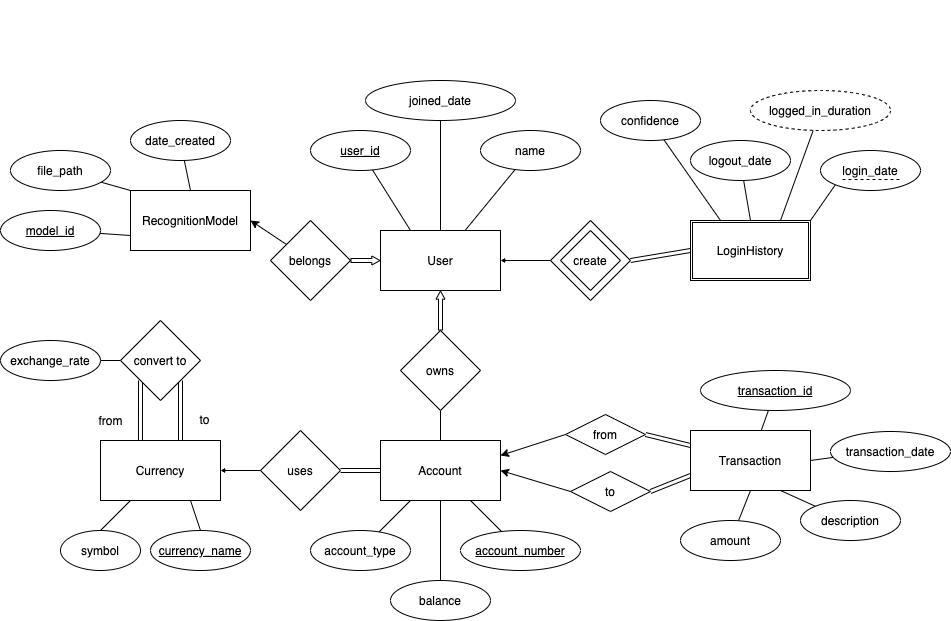 joined_date
logged_in_duration
confidence
date_created
user_id
name
logout_date
file_path
login_date
RecognitionModel
model_id
LoginHistory
belongs
User
create
exchange_rate
convert to
owns
transaction_id
from
to
from
transaction_date
Currency
uses
Account
Transaction
to
description
amount
symbol
currency_name
account_type
account_number
balance